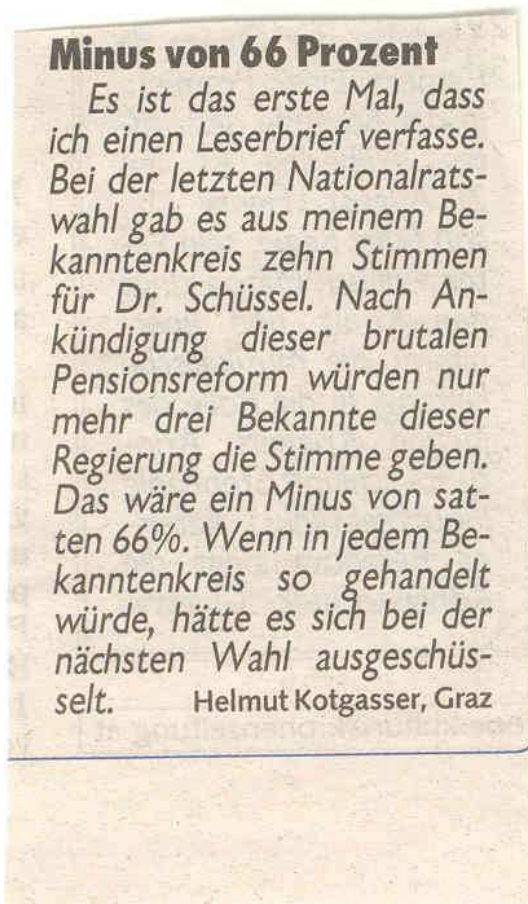 Minus von 66 Prozent
Es ist das erste Mal, dass
ich einen Leserbrief verfasse.
Bei der letzten Nationalrats-
wahl gab es aus meinem Be-
kanntenkreis zehn Stimmen
für Dr. Schüssel. Nach An-
kündigung dieser brutalen
Pensionsreform würden nur
mehr drei Bekannte dieser
Regierung die Stimme geben.
Das wäre ein Minus von sat-
ten 66%. Wenn in jedem Be-
kanntenkreis so gehandelt
würde, hätte es sich bei der
nächsten Wahl ausgeschüs-
selt. Helmut Kotgasser, Graz